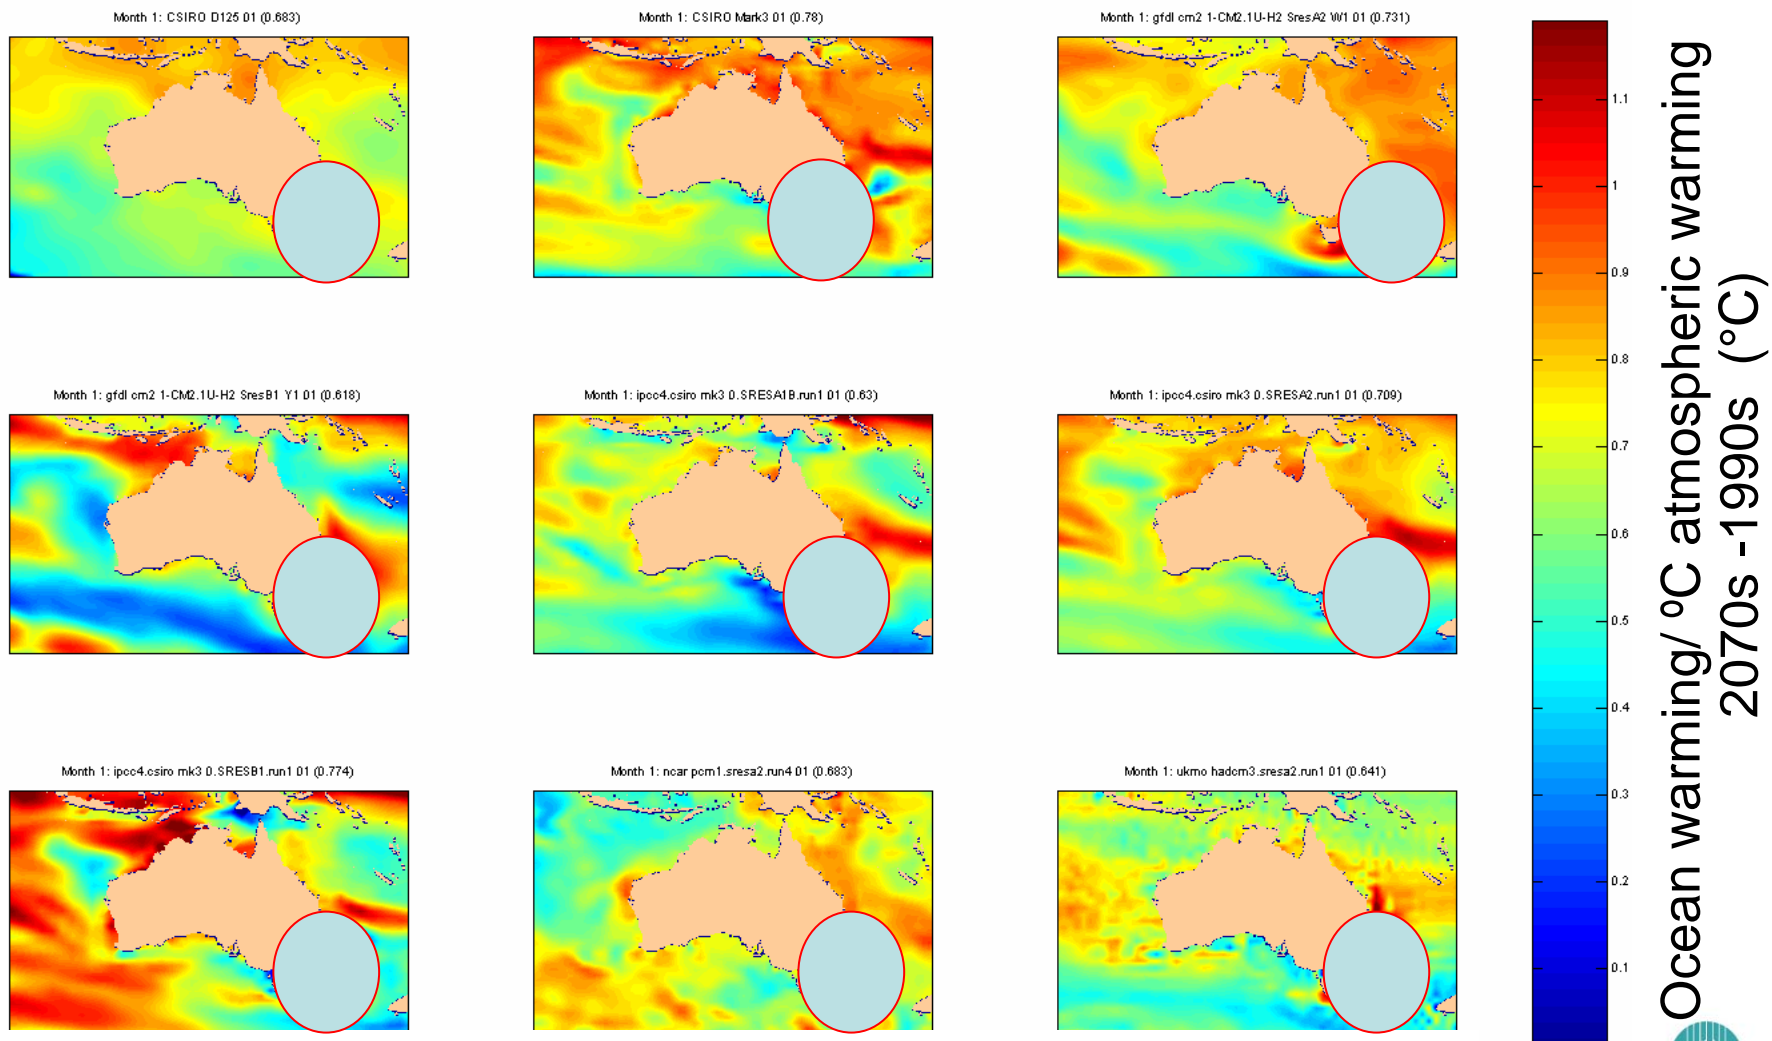 Month 1: CSIRO D125 01 (0.683)
Month 1: CSIRO Mark3 01 (0.78)
Month 1: gfdl cm2 1-CM2.1U-H2 SresA2 W1 01 (0.731)
Month 1: gfdl cm2 1-CM2.1U-H2 SresB1 Y1 01 (0.618)
Month 1: ipcc4.csiro mk3 0.SRESA1B.run1 01 (0.63)
Month 1: ipcc4.csiro mk3 0.SRESA2.run1 01 (0.709)
Month 1: ipcc4.csiro mk3 0.SRESB1.run1 01 (0.774)
Month 1: ncar pcm1.sresa2.run4 01 (0.683)
Month 1: ukmo hadcm3.sresa2.run1 01 (0.641)
1.1
1
0.9
0.8
0.7
0.6
0.5
0.4
0.3
0.2
0.1
Ocean warming/ ºC atmospheric warming
2070s -1990s (°C)